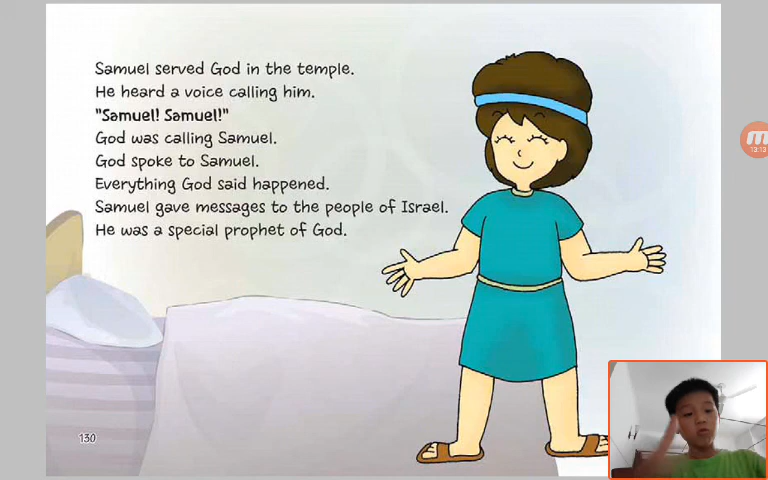 Samuel served God in the temple.
He heard a voice calling him.
"Samuel! Samuel!"
God was calling Samuel.
God spoke to Samuel.
Everything God said happened.
Samuel gave messages to the people of Israel.
He was a special prophet of God.
130
M
13:13